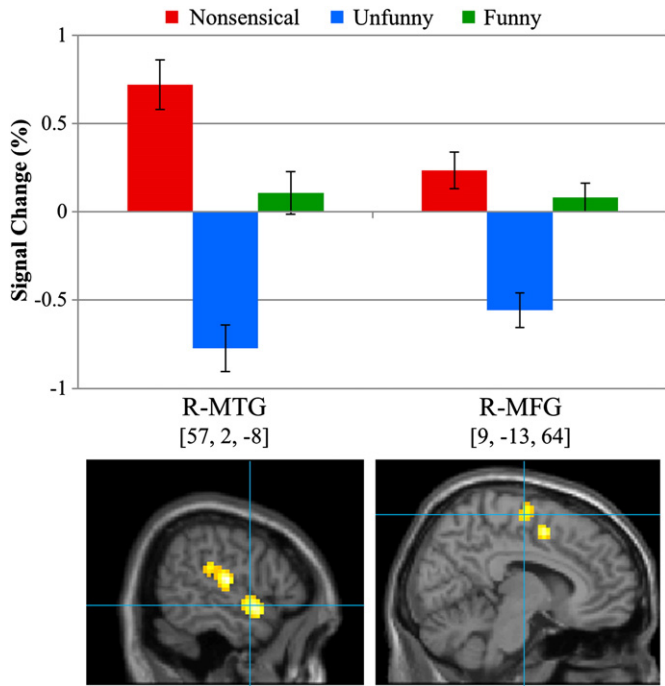 Nonsensical Unfunny Funny
1
0.5
0
-0.5
-1
Signal Change (%)
R-MTG R-MFG
[57, 2, -8] [9, -13, 64]